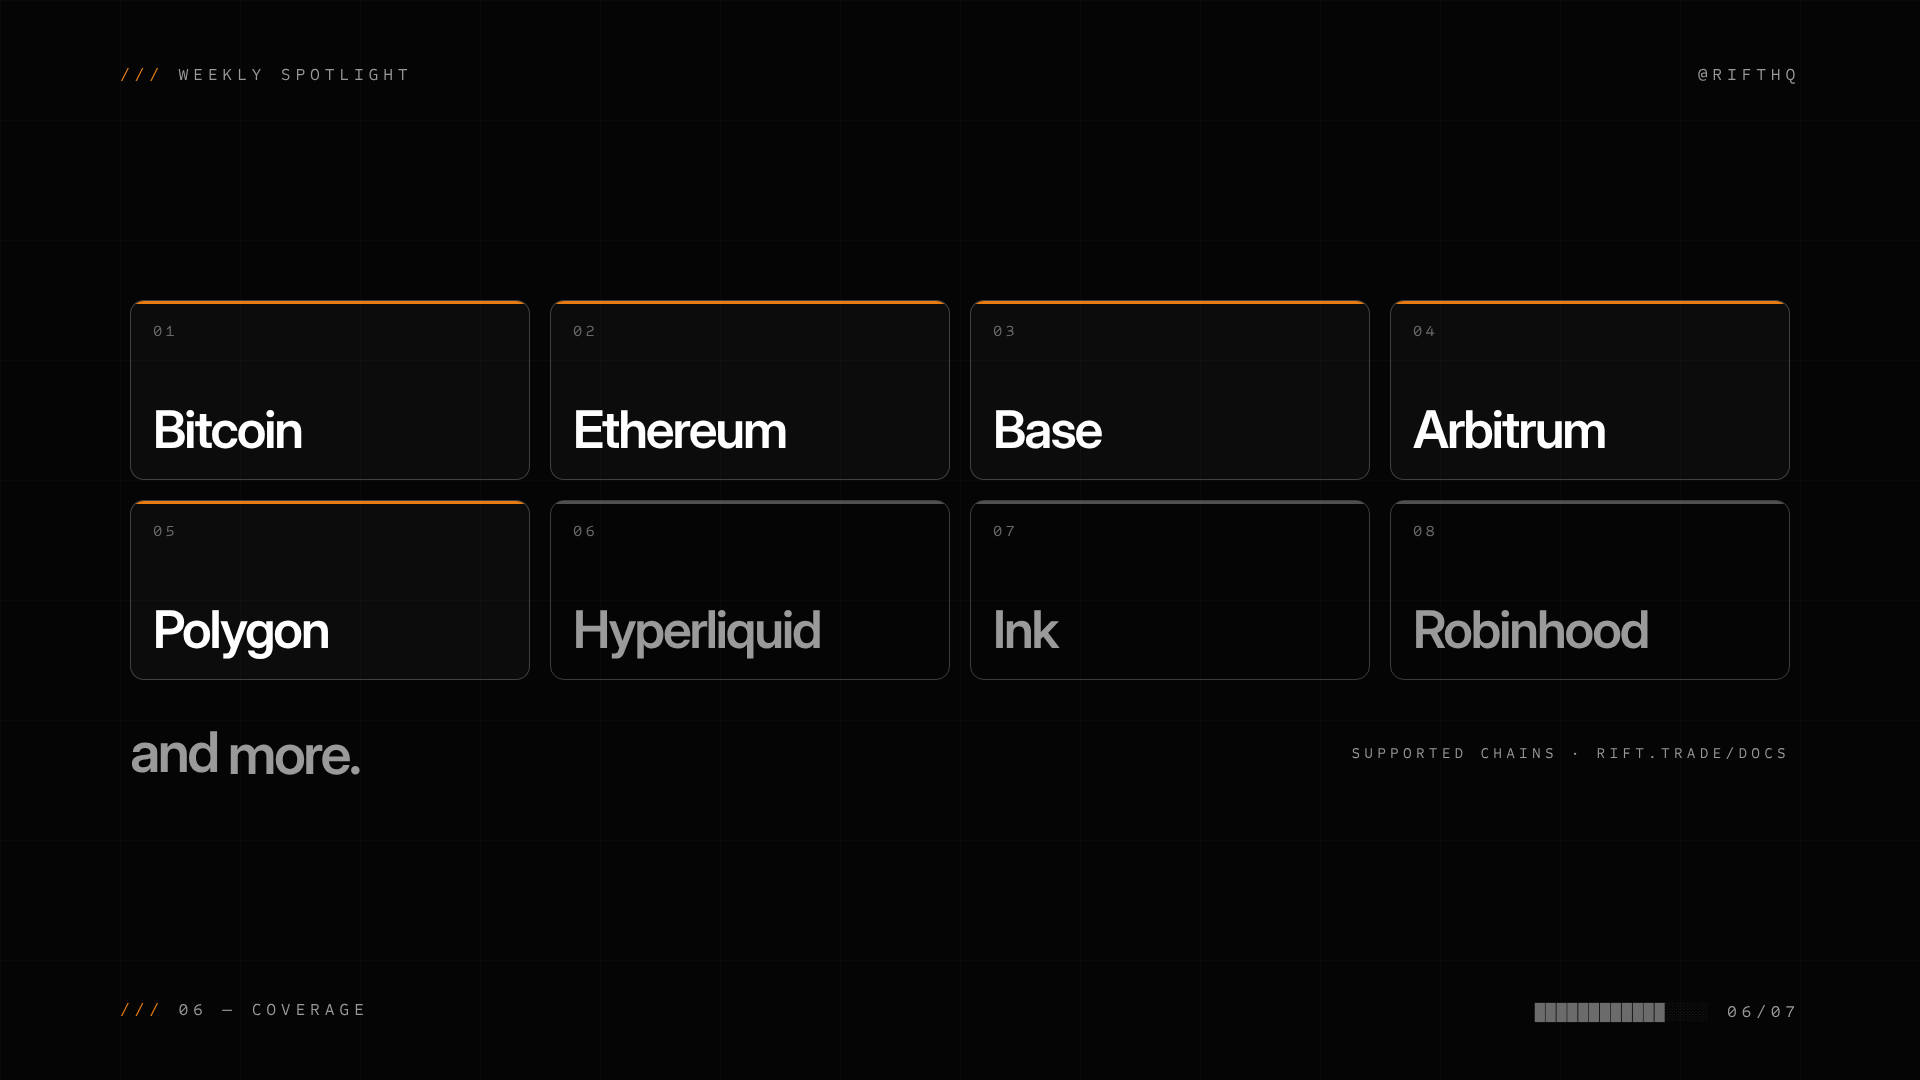 /// WEEKLY SPOTLIGHT
@RIFTHQ
01
Bitcoin
02
Ethereum
03
Base
04
Arbitrum
05
Polygon
06
Hyperliquid
07
Ink
08
Robinhood
and more.
SUPPORTED CHAINS · RIFT.TRADE/DOCS
/// 06 — COVERAGE
06/07